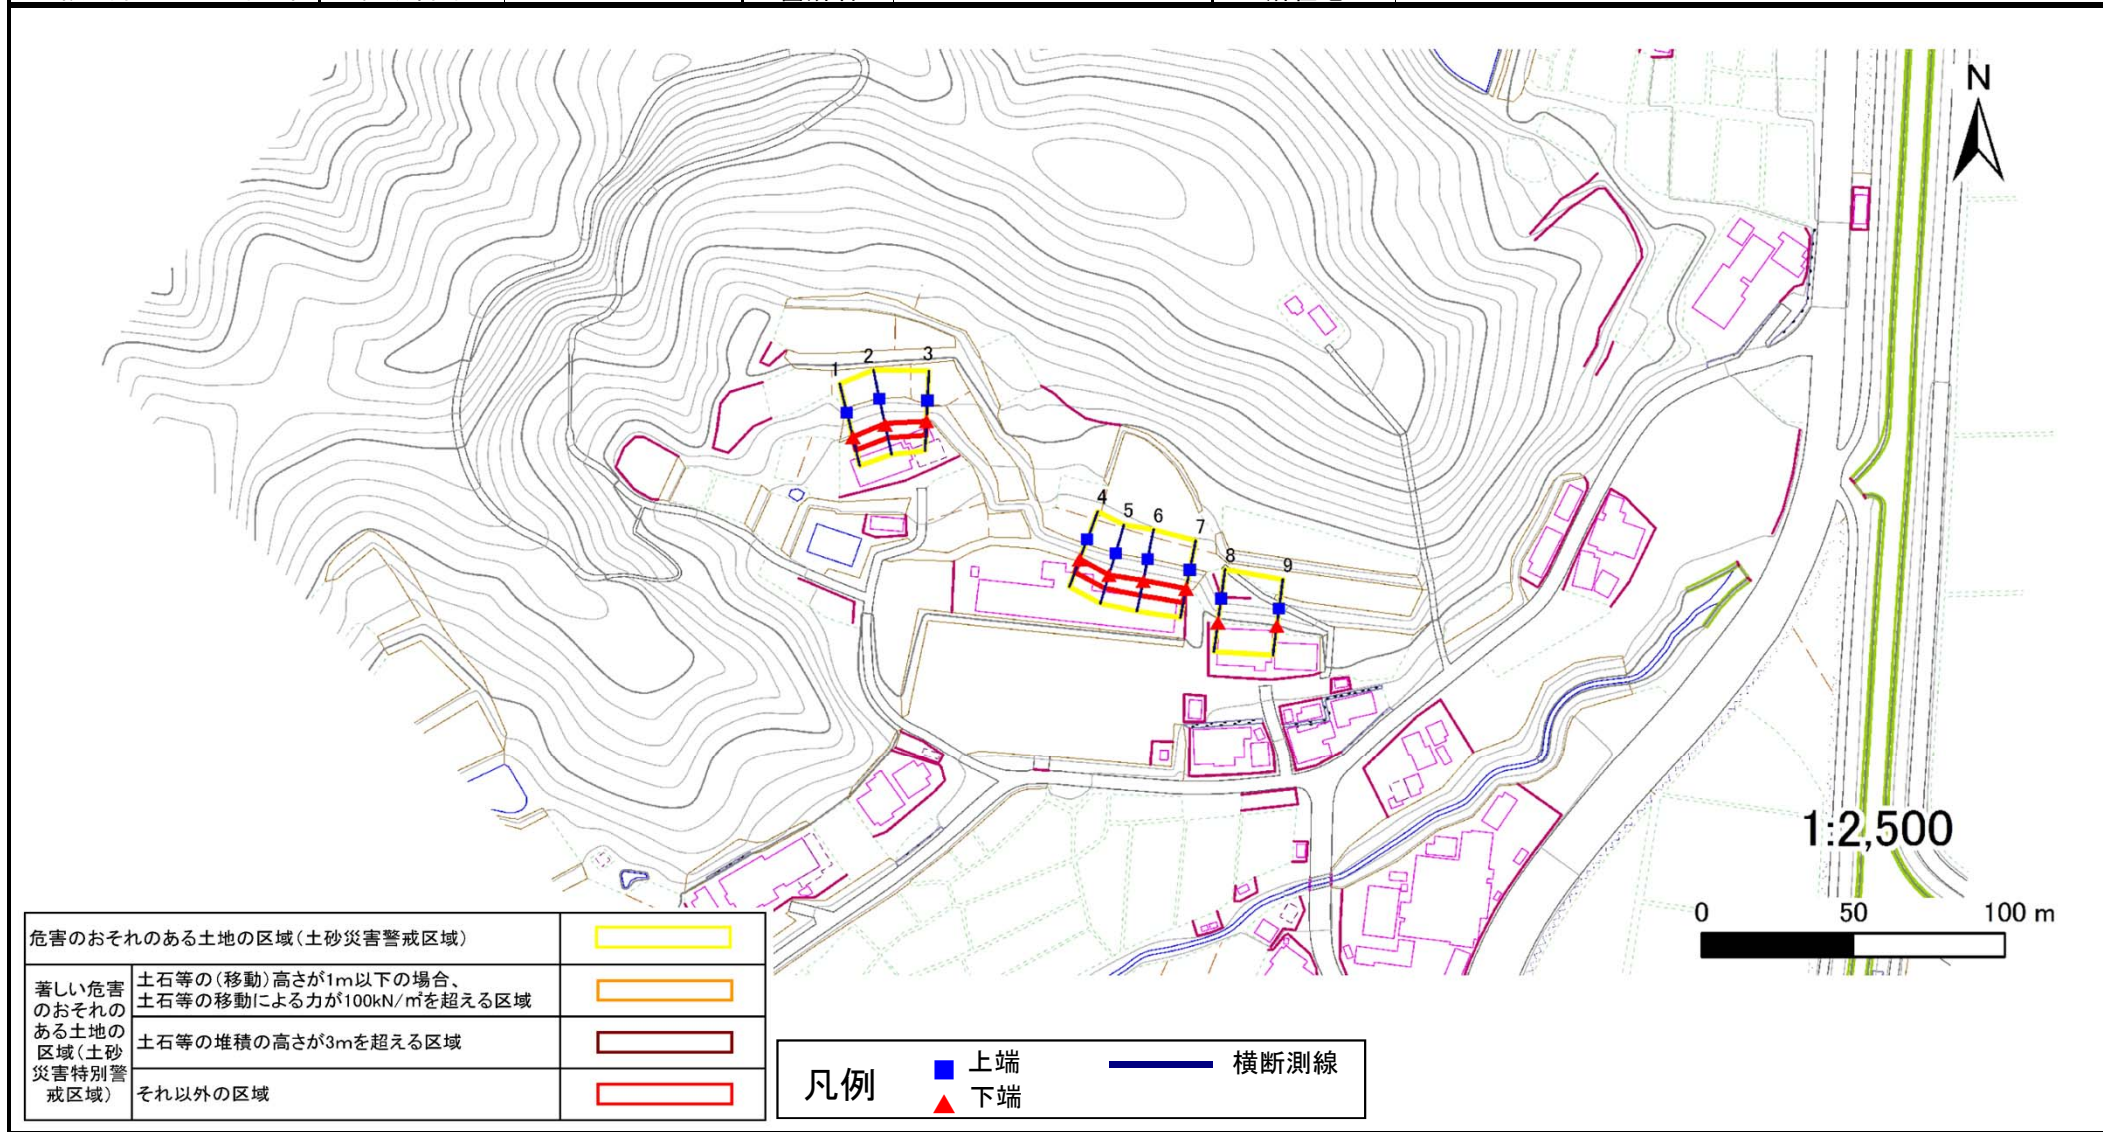 N
1
2
3
4
5
6
7
8
9
1:2,500
0 50 100 m
危害のおそれのある土地の区域(土砂災害警戒区域)
著しい危害
のおそれの
ある土地の
区域(土砂
災害特別警
戒区域)
土石等の(移動)高さが1m以下の場合、
土石等の移動による力が100kN/㎡を超える区域
土石等の堆積の高さが3mを超える区域
それ以外の区域
凡例
上端
下端
横断測線